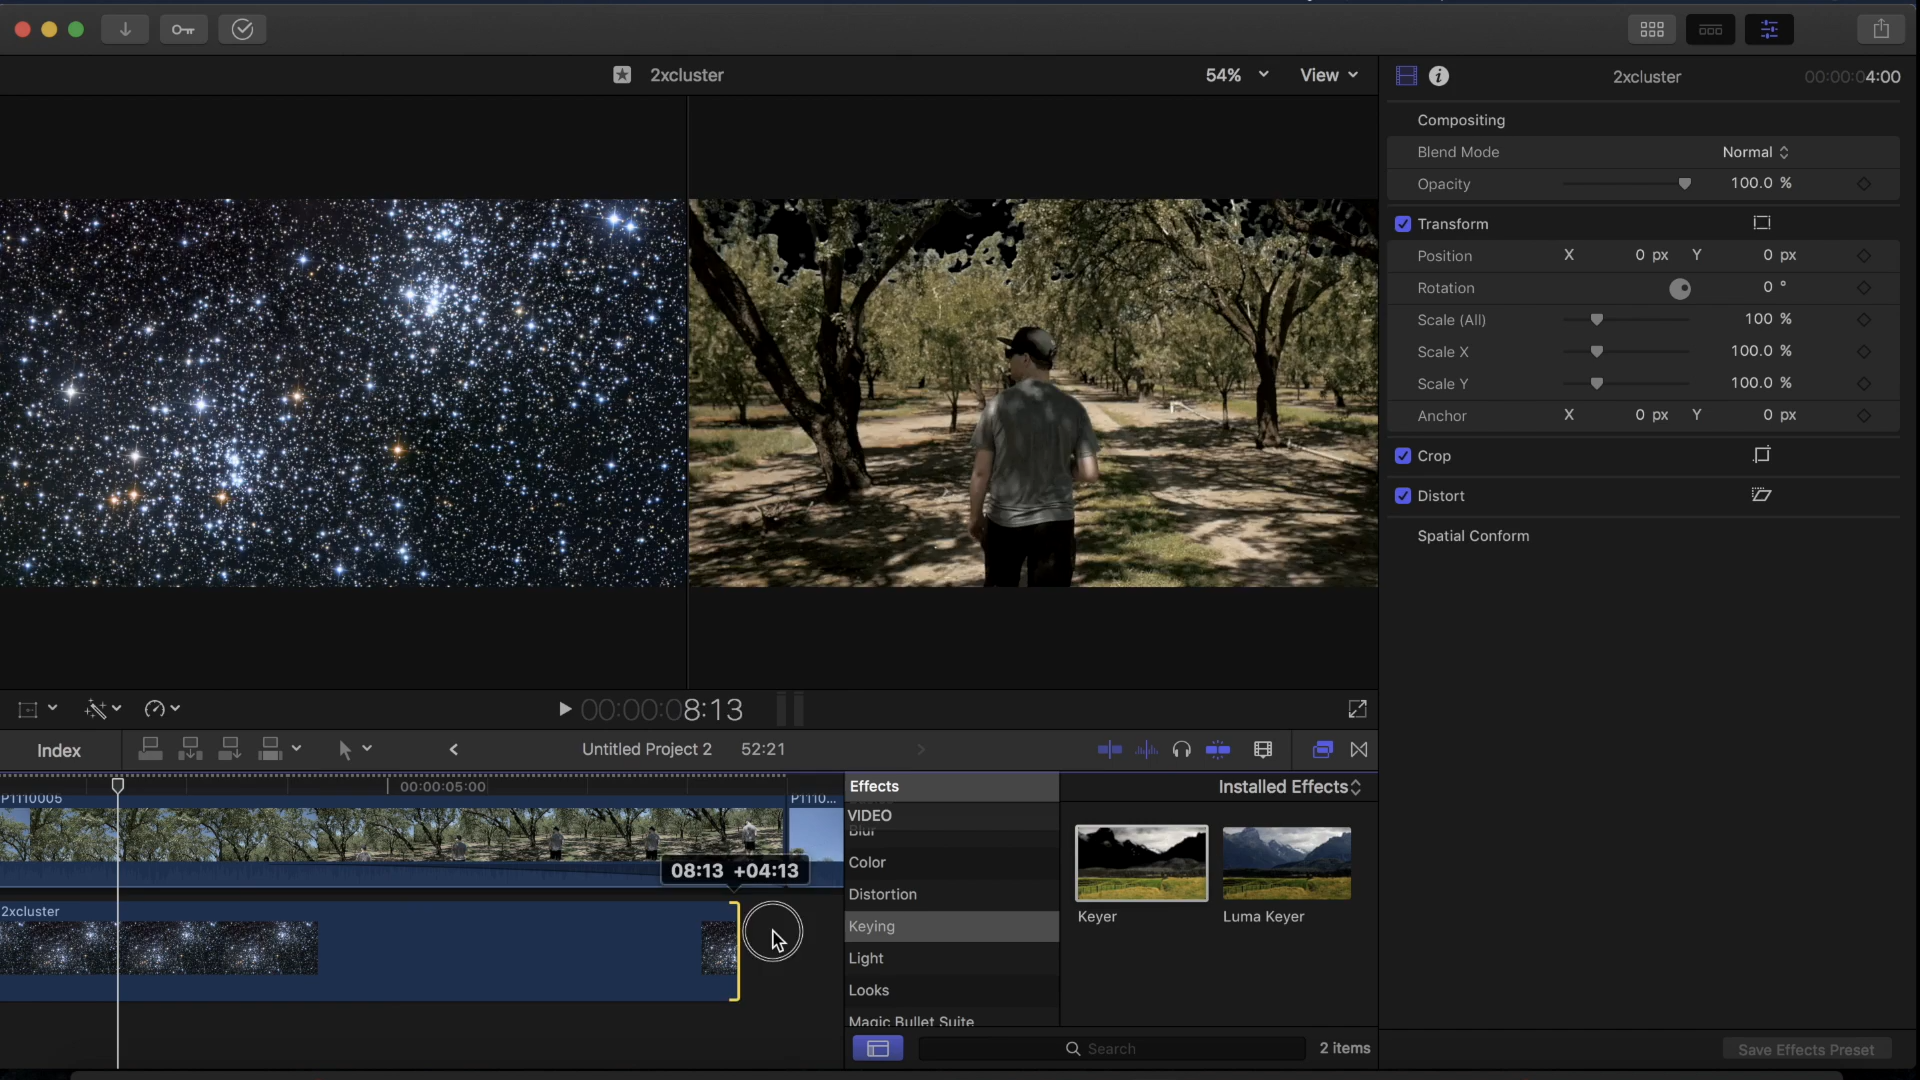 2xcluster
54%
View
2xcluster
00:00:04:00
Compositing
Blend Mode
Normal
Opacity
100.0 %
Transform
Position X 0 px Y 0 px
Rotation 0 °
Scale (All) 100 %
Scale X 100.0 %
Scale Y 100.0 %
Anchor X 0 px Y 0 px
Crop
Distort
Spatial Conform
00:00:08:13
Index
Untitled Project 2 52:21
00:00:05:00
P1110005
P1110...
08:13 +04:13
2xcluster
Effects
Installed Effects
VIDEO
Blur
Color
Distortion
Keying
Light
Looks
Magic Bullet Suite
Keyer
Luma Keyer
Search
2 items
Save Effects Preset